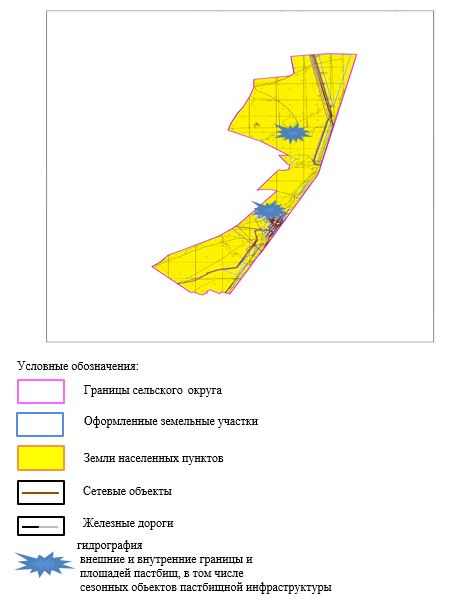 Условные обозначения:
Границы сельского округа
Оформленные земельные участки
Земли населенных пунктов
Сетевые объекты
Железные дороги
гидрография
внешние и внутренние границы и
площадей пастбищ, в том числе
сезонных обьектов пастбищной инфраструктуры